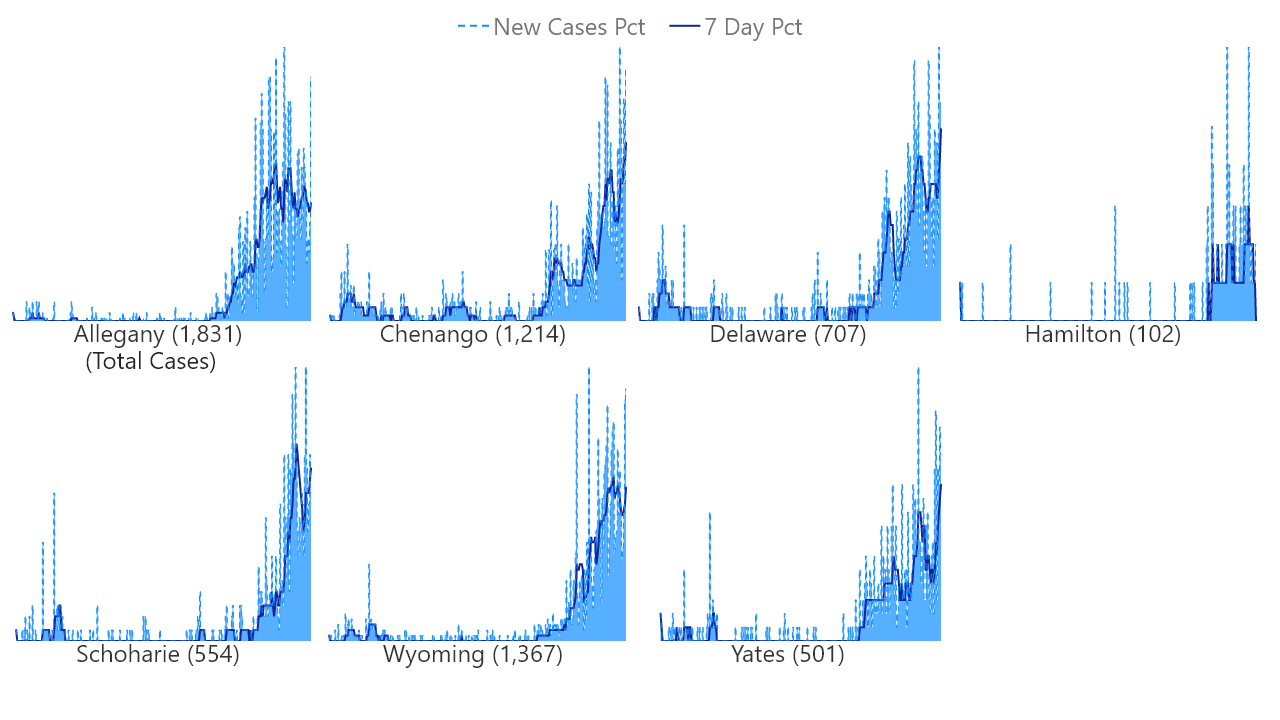 New Cases Pct 7 Day Pct
Allegany (1,831)
(Total Cases)
Chenango (1,214)
Delaware (707)
Hamilton (102)
Schoharie (554)
Wyoming (1,367)
Yates (501)